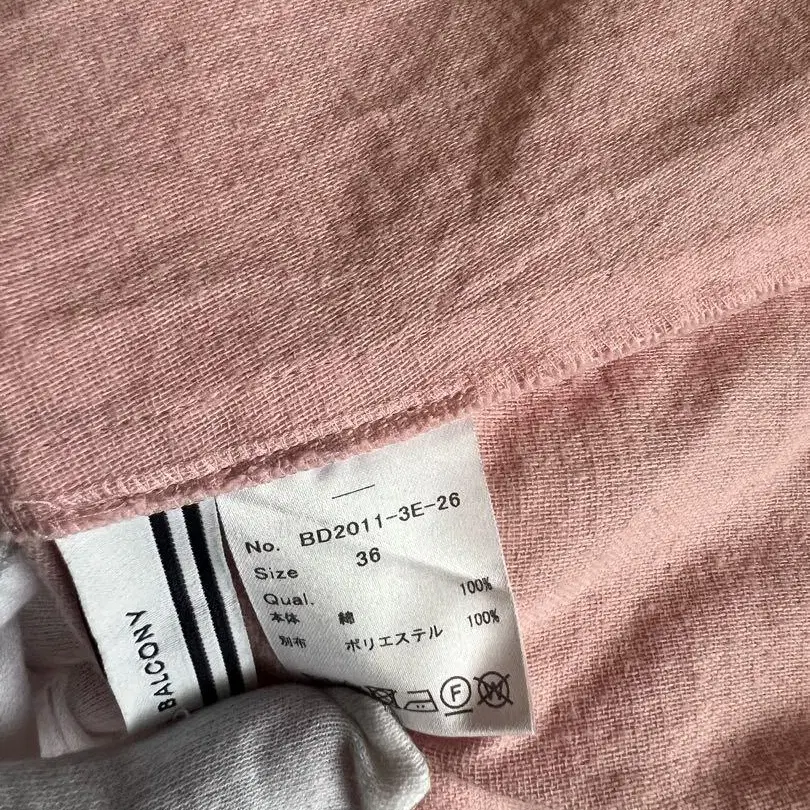 BALCONY
No. BD2011-3E-26
Size 36
Qual.
本体 綿 100%
別布 ポリエステル 100%
F
W